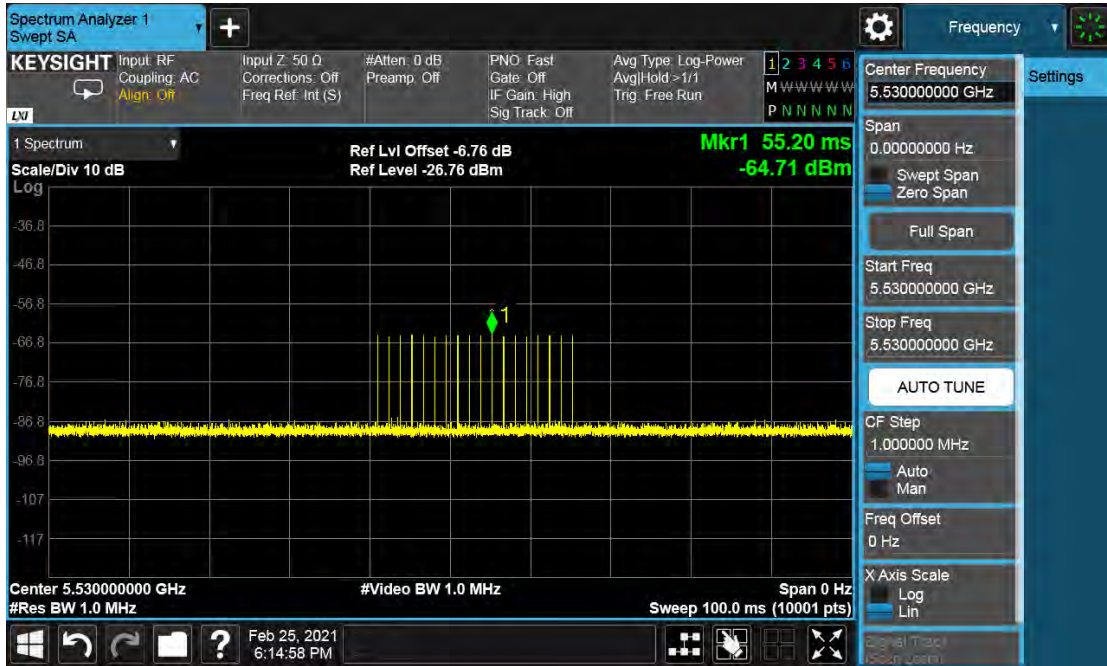 Spectrum Analyzer 1
Swept SA
+
Frequency
KEYSIGHT
Input: RF
Coupling: AC
Align: Off
Input Z: 50 Ω
Corrections: Off
Freq Ref: Int (S)
#Atten: 0 dB
Preamp: Off
PNO: Fast
Gate: Off
IF Gain: High
Sig Track: Off
Avg Type: Log-Power
Avg|Hold >1/1
Trig: Free Run
1 2 3 4 5 6
M W W W W W
P N N N N N
LXI
1 Spectrum
Scale/Div 10 dB
Log
Ref Lvl Offset -6.76 dB
Ref Level -26.76 dBm
Mkr1 55.20 ms
-64.71 dBm
-36.8
-46.8
-56.8
-66.8
-76.8
-86.8
-96.8
-107
-117
1
Center 5.530000000 GHz
#Res BW 1.0 MHz
#Video BW 1.0 MHz
Span 0 Hz
Sweep 100.0 ms (10001 pts)
?
Feb 25, 2021
6:14:58 PM
Center Frequency
5.530000000 GHz
Settings
Span
0.00000000 Hz
Swept Span
Zero Span
Full Span
Start Freq
5.530000000 GHz
Stop Freq
5.530000000 GHz
AUTO TUNE
CF Step
1.000000 MHz
Auto
Man
Freq Offset
0 Hz
X Axis Scale
Log
Lin
Signal Track
(Span Zoom)